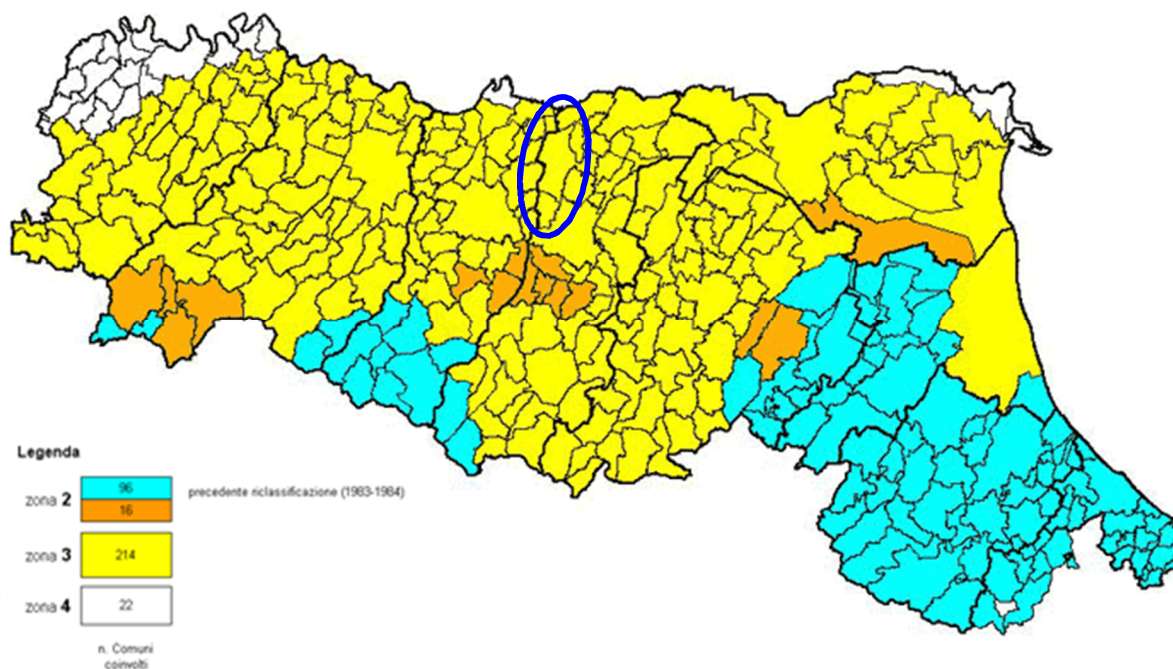 Legenda
zona 2
96
16
precedente riclassificazione (1983-1984)
zona 3
214
zona 4
22
n. Comuni
coinvolti